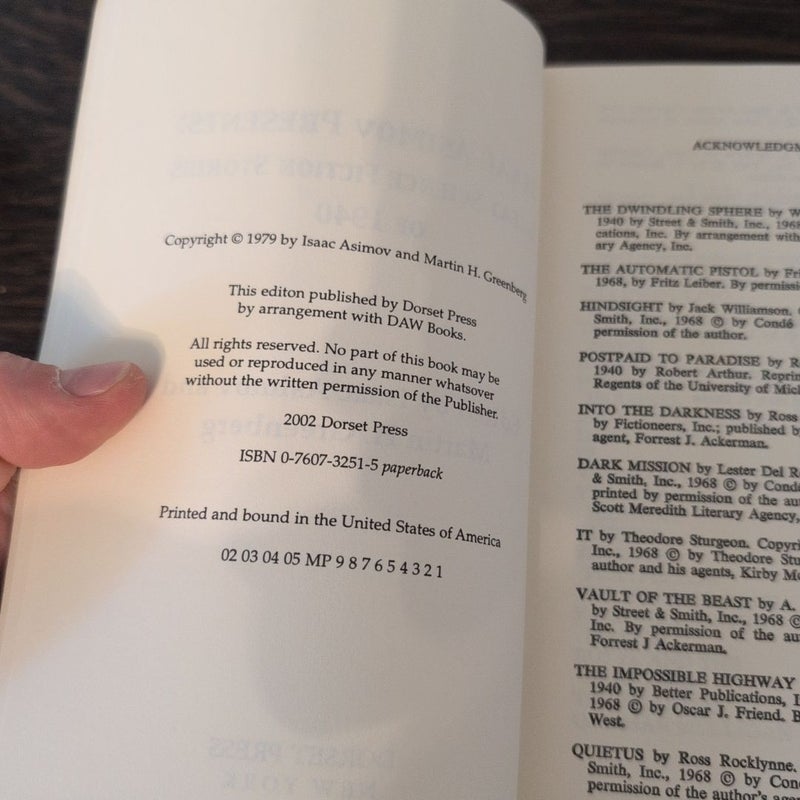 Copyright © 1979 by Isaac Asimov and Martin H. Greenberg
This editon published by Dorset Press
by arrangement with DAW Books.
All rights reserved. No part of this book may be
used or reproduced in any manner whatsoever
without the written permission of the Publisher.
2002 Dorset Press
ISBN 0-7607-3251-5 paperback
Printed and bound in the United States of America
02 03 04 05 MP 9 8 7 6 5 4 3 2 1
ACKNOWLEDGM
THE DWINDLING SPHERE by W
1940 by Street & Smith, Inc., 1968
cations, Inc. By arrangement with
ary Agency, Inc.
THE AUTOMATIC PISTOL by Fri
1968, by Fritz Leiber. By permissi
HINDSIGHT by Jack Williamson.
Smith, Inc., 1968 © by Condé
permission of the author.
POSTPAID TO PARADISE by R
1940 by Robert Arthur. Reprin
Regents of the University of Mich
INTO THE DARKNESS by Ross
by Fictioneers, Inc.; published b
agent, Forrest J. Ackerman.
DARK MISSION by Lester Del R
& Smith, Inc., 1968 © by Condé
printed by permission of the au
Scott Meredith Literary Agency,
IT by Theodore Sturgeon. Copyri
Inc., 1968 © by Theodore Stu
author and his agents, Kirby Mc
VAULT OF THE BEAST by A.
by Street & Smith, Inc., 1968 ©
Inc. By permission of the au
Forrest J Ackerman.
THE IMPOSSIBLE HIGHWAY
1940 by Better Publications, I
1968 © by Oscar J. Friend. B
West.
QUIETUS by Ross Rocklynne.
Smith, Inc., 1968 © by Con
permission of the author's age